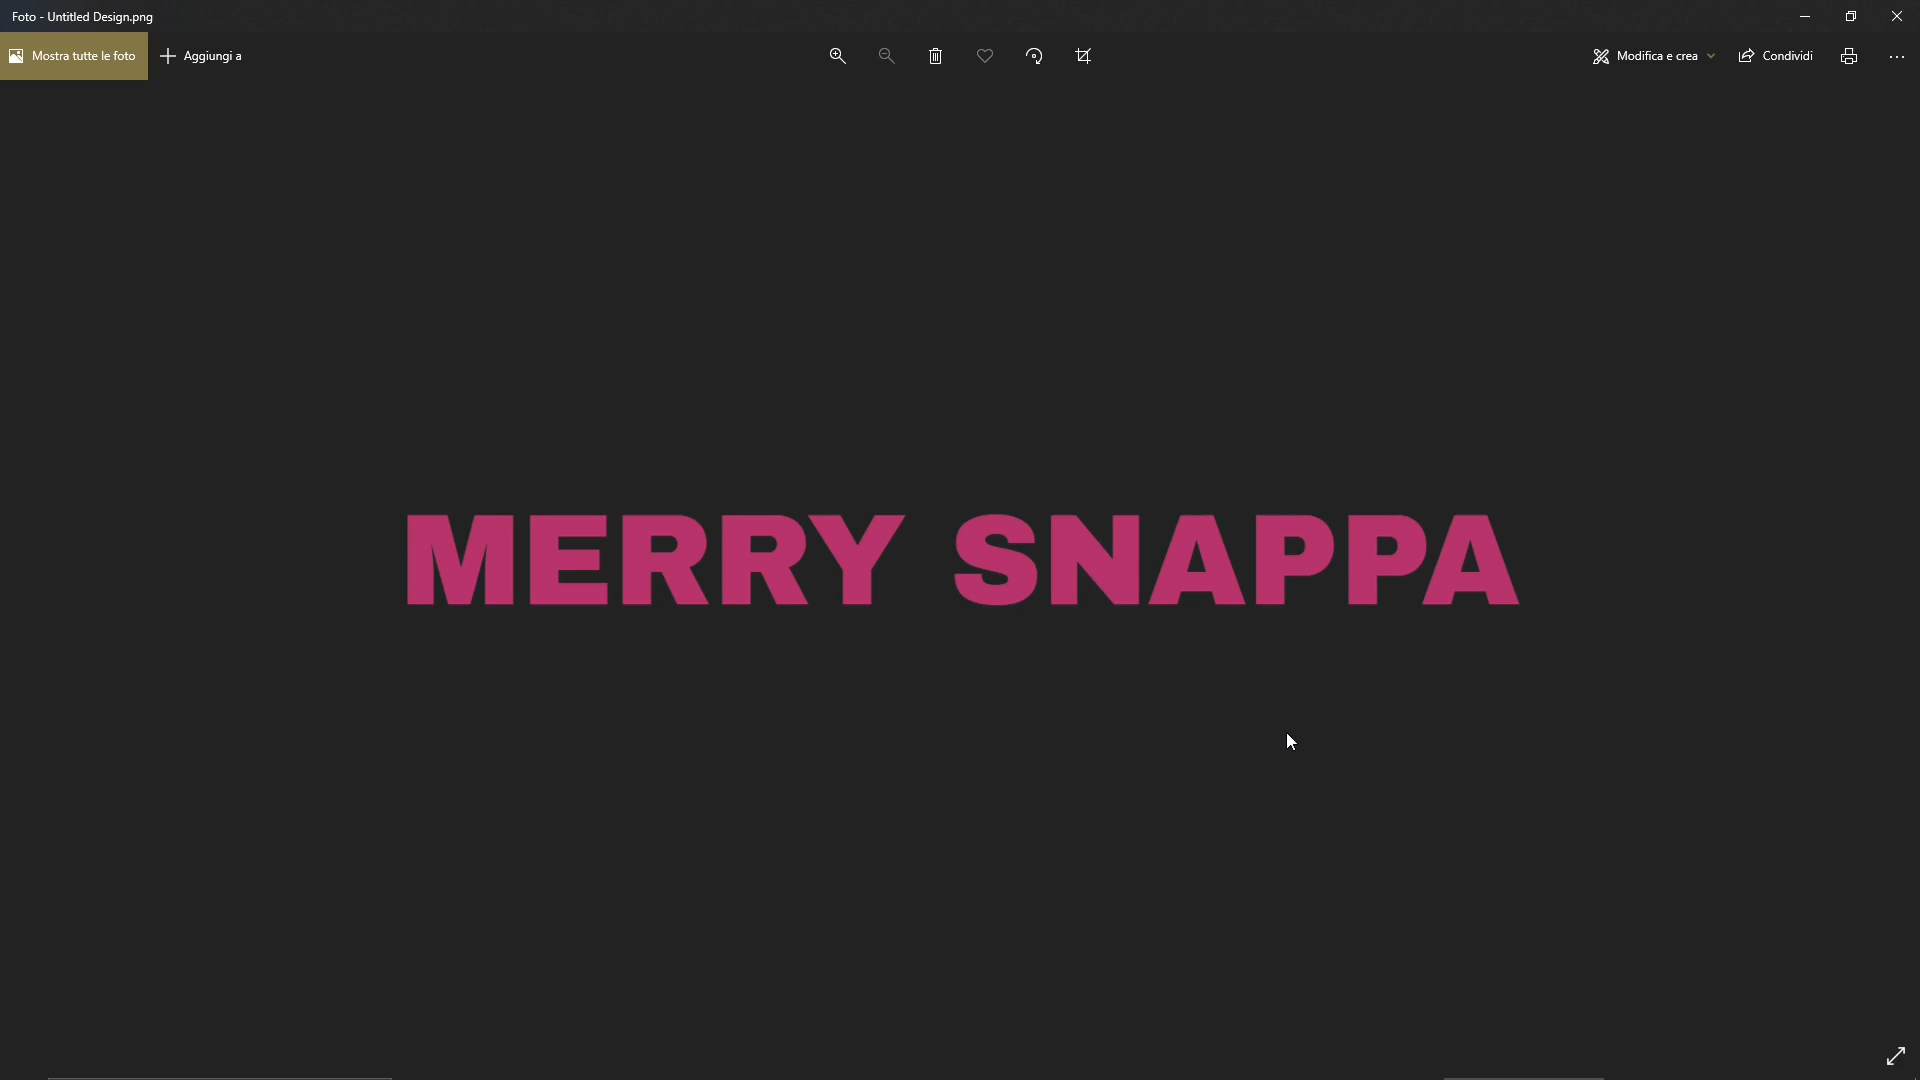 Foto - Untitled Design.png
Mostra tutte le foto
Aggiungi a
Modifica e crea
Condividi
MERRY SNAPPA